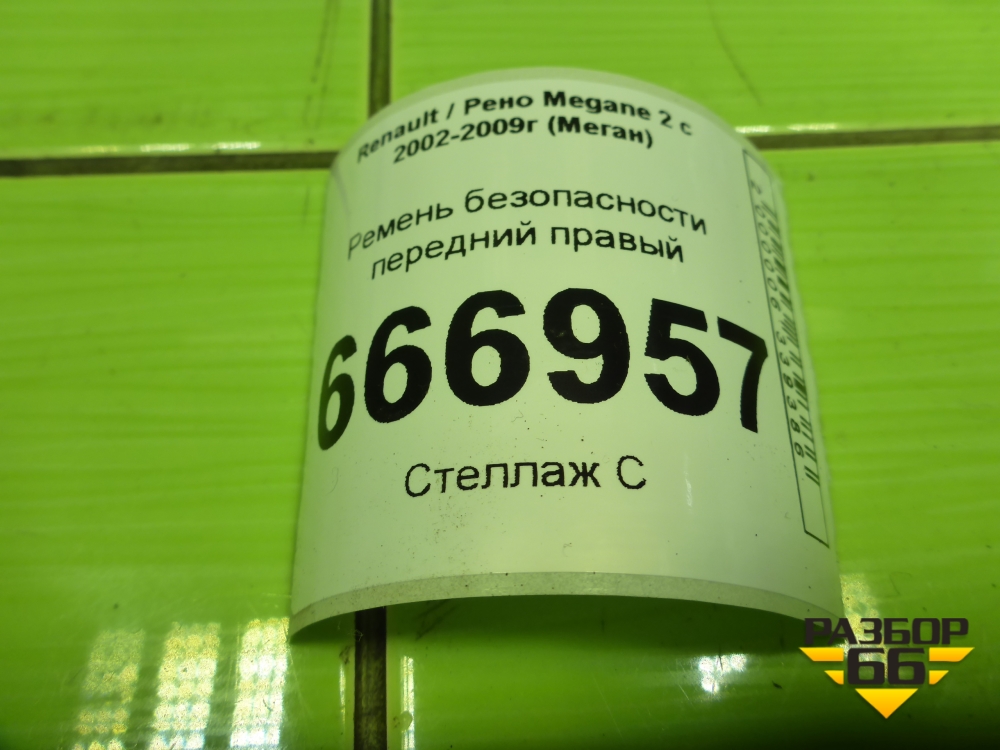 Renault / Рено Megane 2 с
2002-2009г (Меган)
Ремень безопасности
передний правый
666957
Стеллаж С
РАЗБОР
66